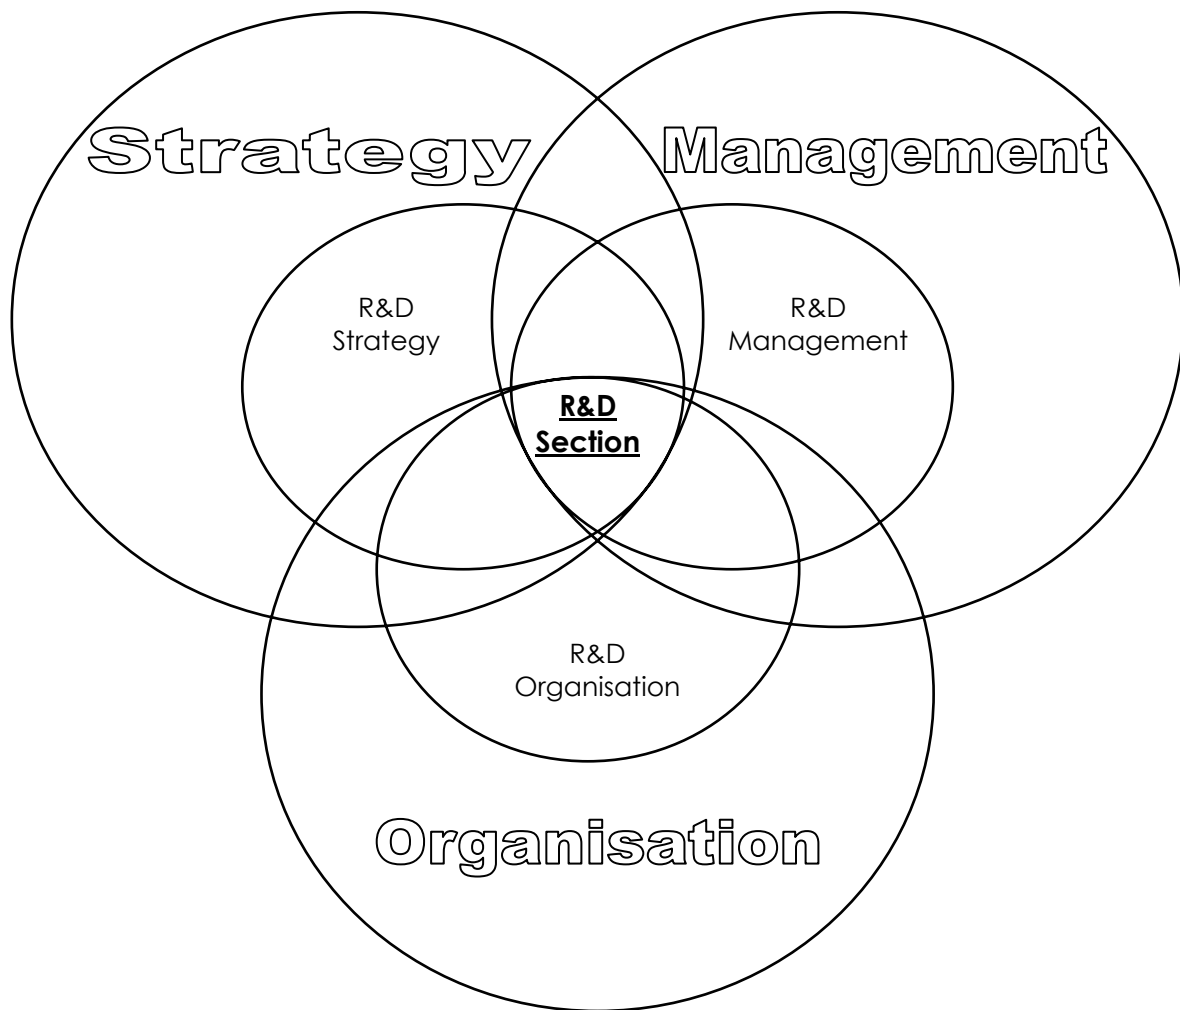 Strategy
Management
R&D
Strategy
R&D
Management
R&D
Section
R&D
Organisation
Organisation